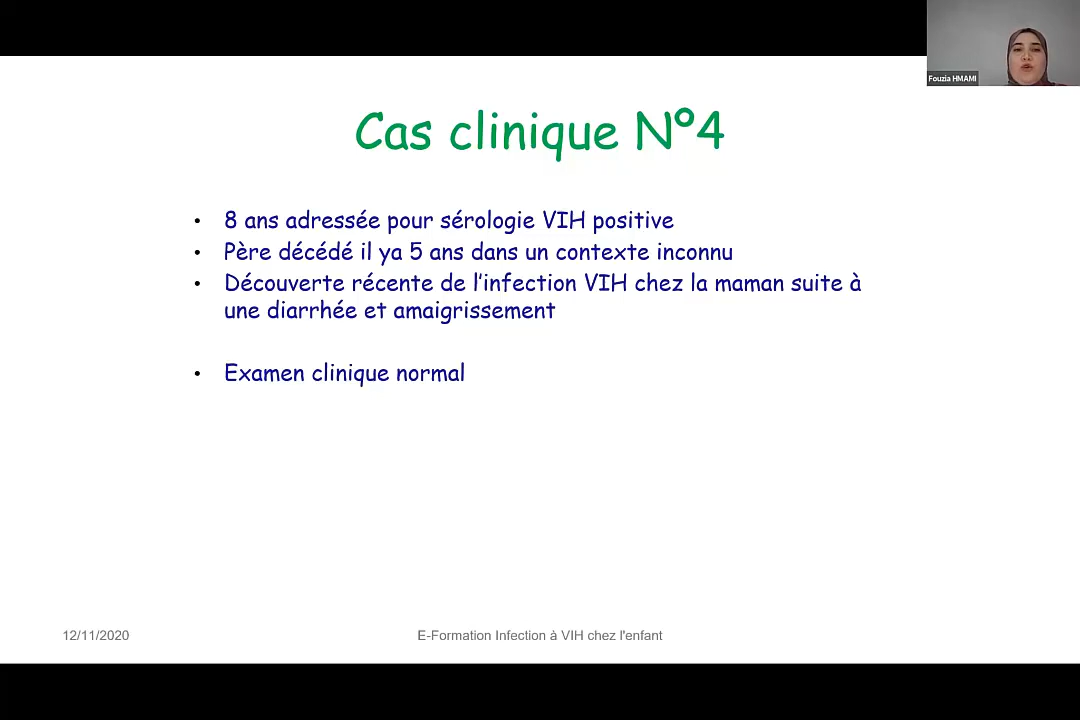 Fouzia HMAMI
Cas clinique Nº4
• 8 ans adressée pour sérologie VIH positive
• Père décédé il ya 5 ans dans un contexte inconnu
• Découverte récente de l'infection VIH chez la maman suite à
une diarrhée et amaigrissement
• Examen clinique normal
12/11/2020
E-Formation Infection à VIH chez l'enfant